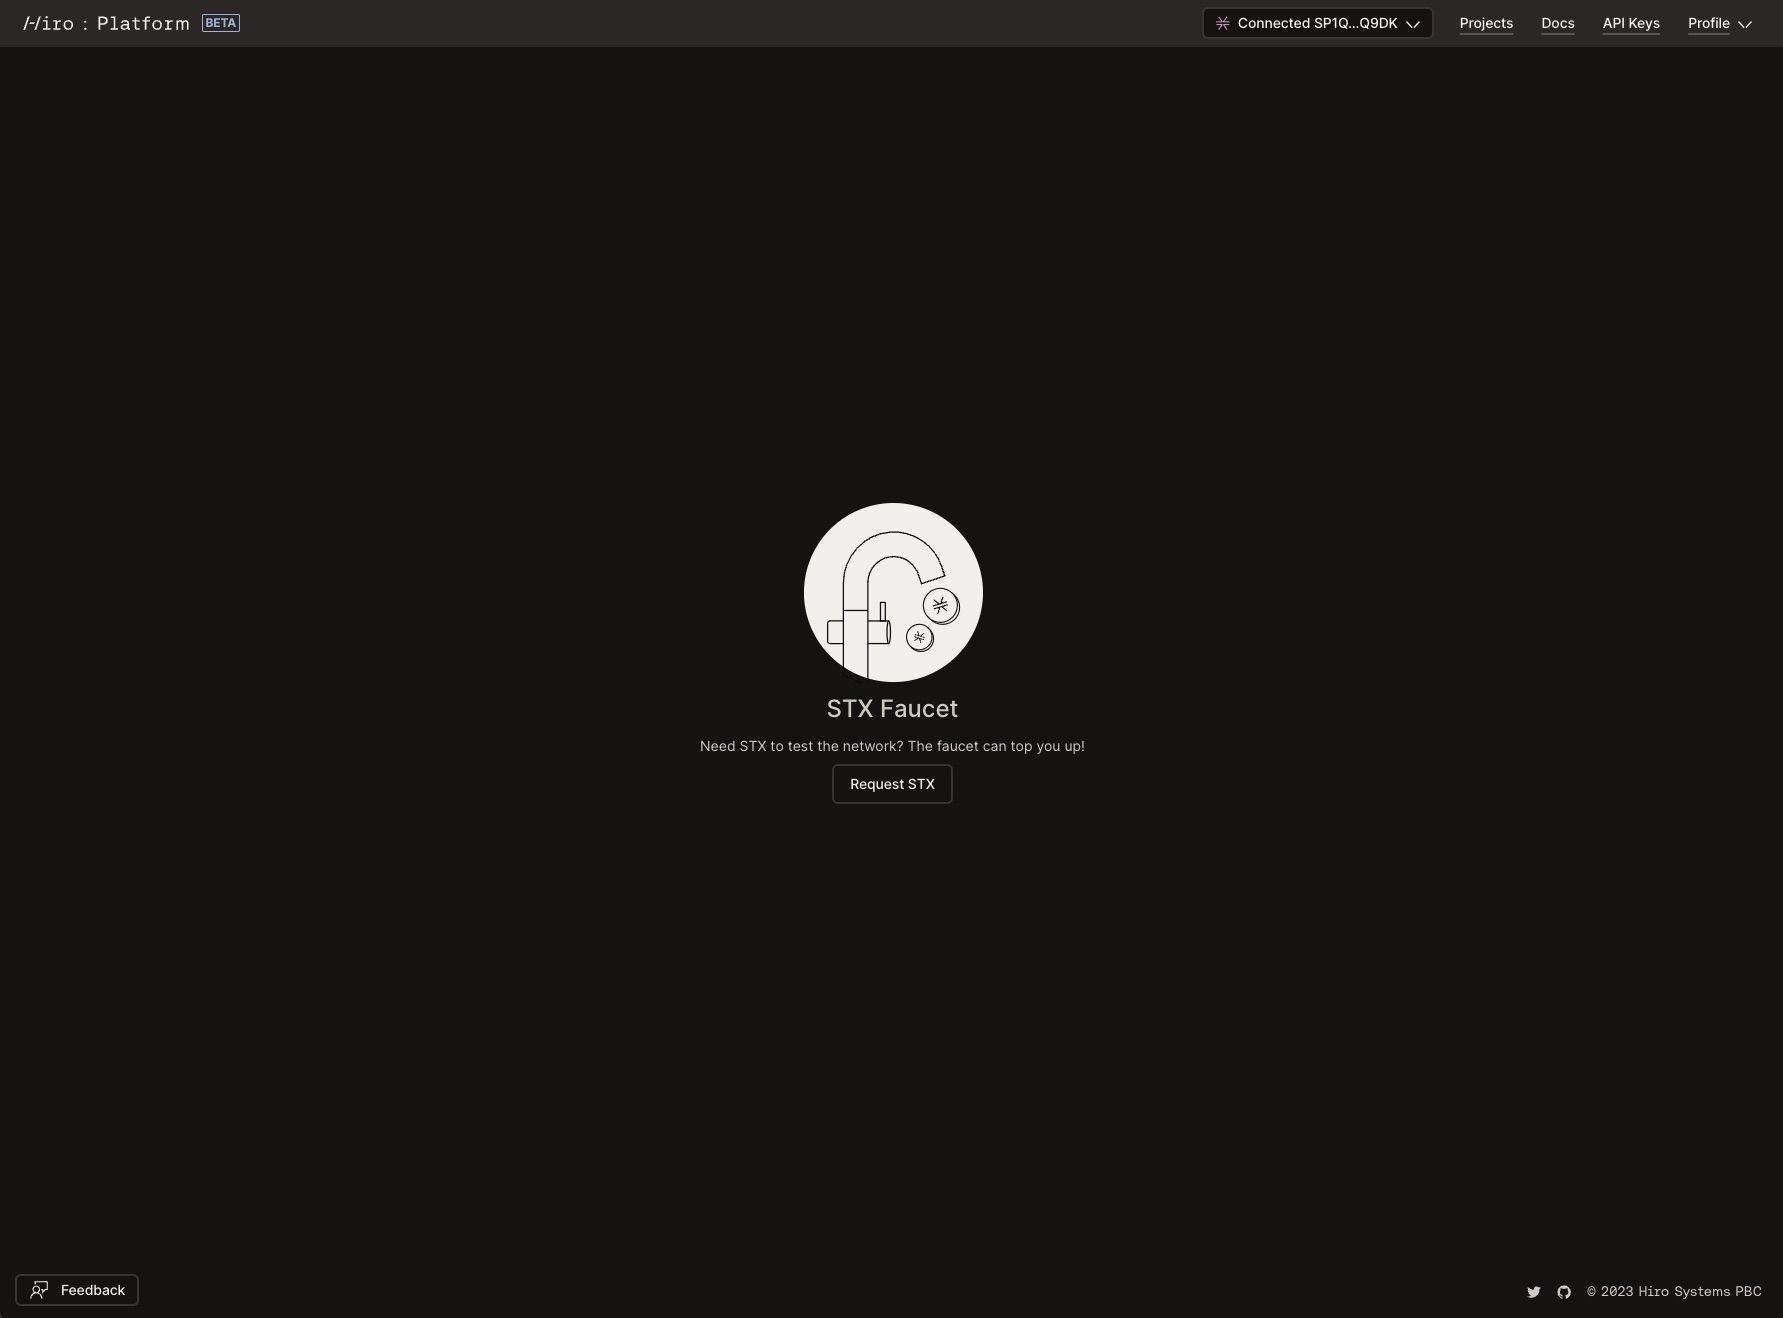 Hiro : Platform BETA
Connected SP1Q...Q9DK
Projects
Docs
API Keys
Profile
STX Faucet
Need STX to test the network? The faucet can top you up!
Request STX
Feedback
© 2023 Hiro Systems PBC